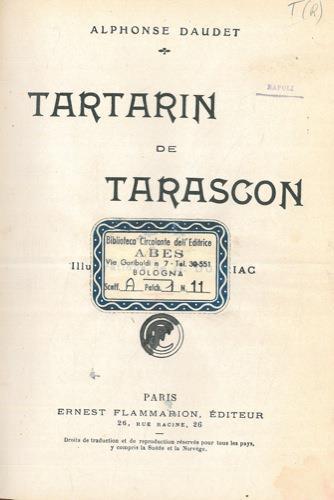 T(R)
ALPHONSE DAUDET
NAPOLI
TARTARIN
DE
TARASCON
Biblioteca Circolante dell'Editrice
ABES
Via Garibaldi n 7 - Tel. 30-551
BOLOGNA
Scaff. A Palch. 1 N. 11
Illu
IAC
PARIS
ERNEST FLAMMARION, ÉDITEUR
26, RUE RACINE, 26
Droits de traduction et de reproduction réservés pour tous les pays,
y compris la Suède et la Norvège.